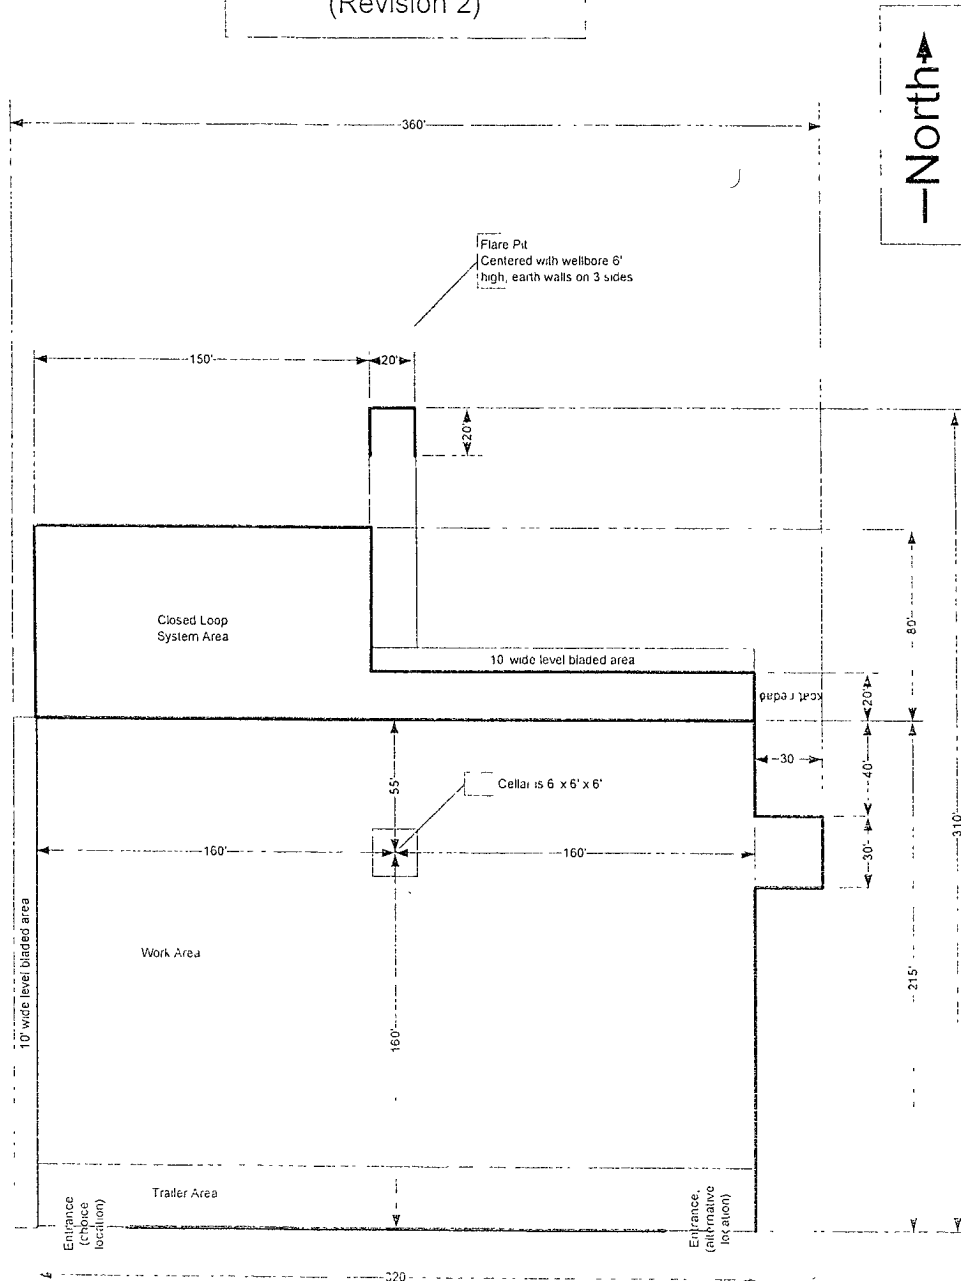 (Revision 2)
North
360'
Flare Pit
Centered with wellbore 6'
high, earth walls on 3 sides
150'
20'
20'
Closed Loop
System Area
80'
10' wide level bladed area
20'
30
40'
55'
Cellar is 6' x 6' x 6'
310'
160'
160'
30'
10' wide level bladed area
Work Area
215'
160'
Trailer Area
Entrance
(choice
location)
Entrance,
(alternative
location)
320